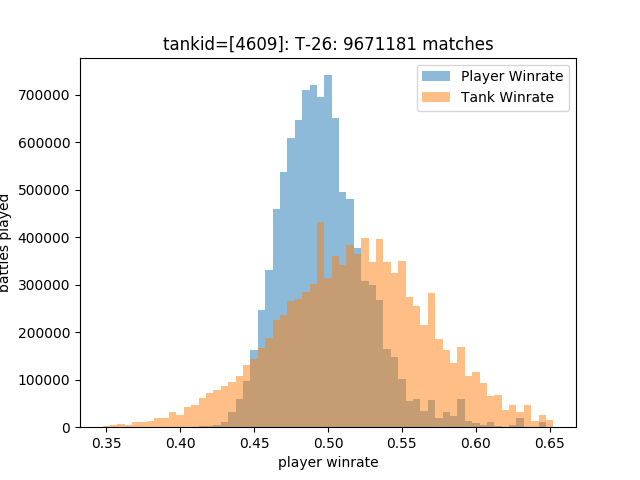 tankid=[4609]: T-26: 9671181 matches
Player Winrate
Tank Winrate
700000
600000
500000
400000
300000
200000
100000
0
battles played
0.35 0.40 0.45 0.50 0.55 0.60 0.65
player winrate